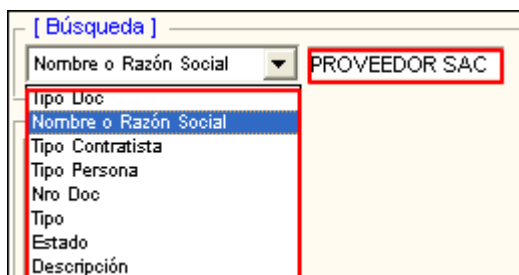 [ Búsqueda ]
Nombre o Razón Social PROVEEDOR SAC
Tipo Doc
Nombre o Razón Social
Tipo Contratista
Tipo Persona
Nro Doc
Tipo
Estado
Descripción